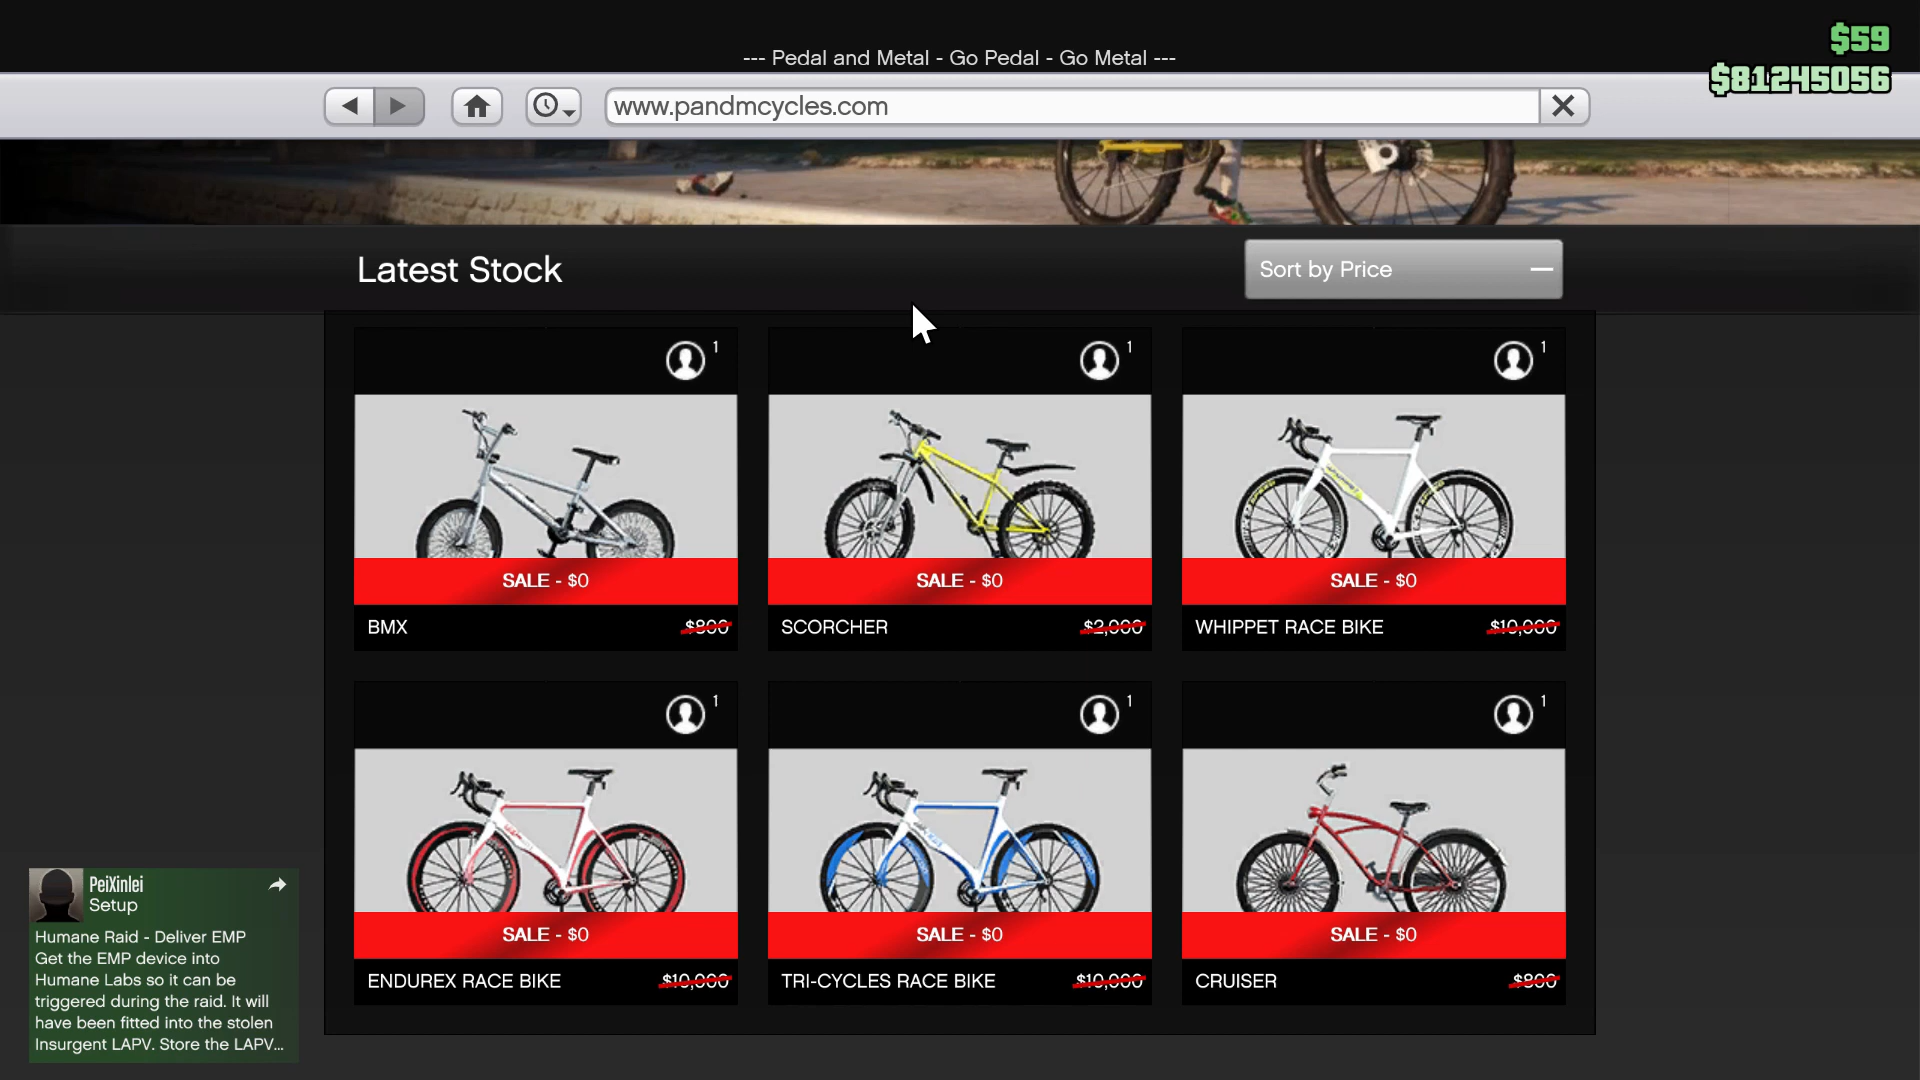 --- Pedal and Metal - Go Pedal - Go Metal ---
$59
$81245056
www.pandmcycles.com
Latest Stock
Sort by Price
1
1
1
SALE - $0
SALE - $0
SALE - $0
BMX $800
SCORCHER $2,000
WHIPPET RACE BIKE $10,000
1
1
1
SALE - $0
SALE - $0
SALE - $0
ENDUREX RACE BIKE $10,000
TRI-CYCLES RACE BIKE $10,000
CRUISER $800
PeiXinlei
Setup
Humane Raid - Deliver EMP
Get the EMP device into
Humane Labs so it can be
triggered during the raid. It will
have been fitted into the stolen
Insurgent LAPV. Store the LAPV...